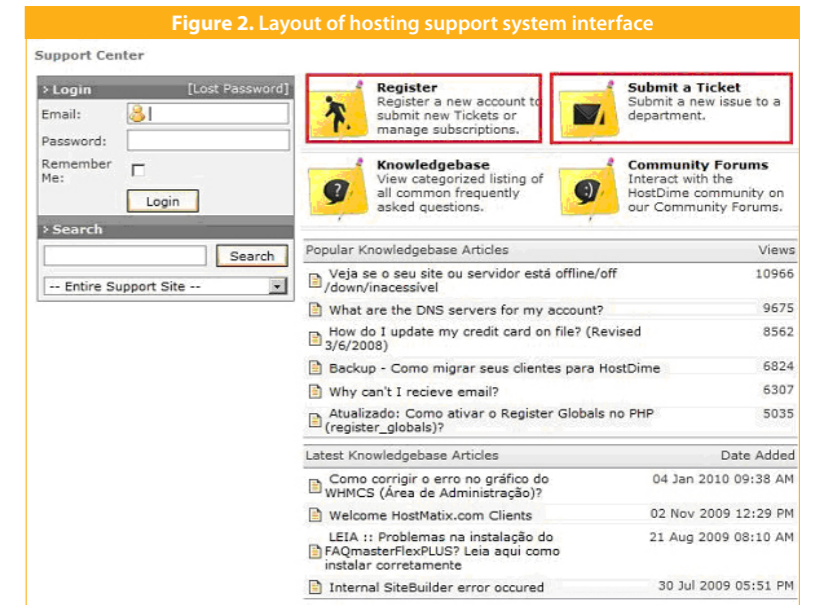 Figure 2. Layout of hosting support system interface
Support Center
> Login [Lost Password]
Email:
Password:
Remember
Me:
Login
> Search
Search
-- Entire Support Site --
Register
Register a new account to
submit new Tickets or
manage subscriptions.
Submit a Ticket
Submit a new issue to a
department.
Knowledgebase
View categorized listing of
all common frequently
asked questions.
Community Forums
Interact with the
HostDime community on
our Community Forums.
Popular Knowledgebase Articles Views
Veja se o seu site ou servidor está offline/off 10966
/down/inacessível
What are the DNS servers for my account? 9675
How do I update my credit card on file? (Revised 8562
3/6/2008)
Backup - Como migrar seus clientes para HostDime 6824
Why can't I recieve email? 6307
Atualizado: Como ativar o Register Globals no PHP 5035
(register_globals)?
Latest Knowledgebase Articles Date Added
Como corrigir o erro no gráfico do 04 Jan 2010 09:38 AM
WHMCS (Área de Administração)?
Welcome HostMatix.com Clients 02 Nov 2009 12:29 PM
LEIA :: Problemas na instalação do 21 Aug 2009 08:10 AM
FAQmasterFlexPLUS? Leia aqui como
instalar corretamente
Internal SiteBuilder error occured 30 Jul 2009 05:51 PM